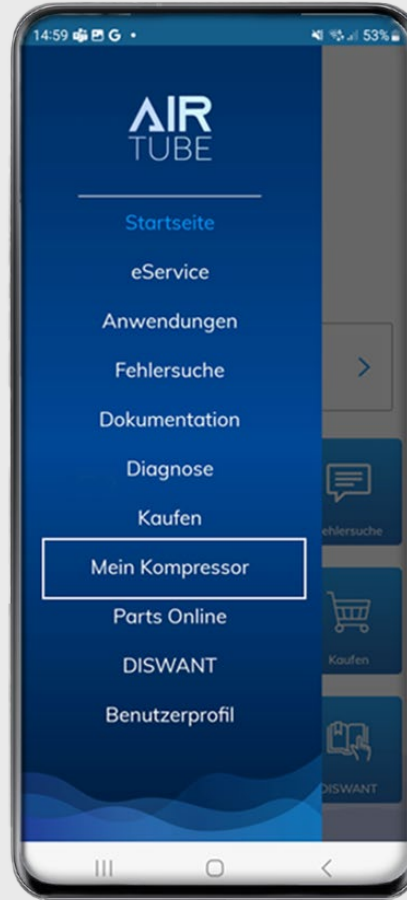 14:59 G • 53%
AIR
TUBE
Startseite
eService
Anwendungen
Fehlersuche
Dokumentation
Diagnose
Kaufen
Mein Kompressor
Parts Online
DISWANT
Benutzerprofil
ehlersuche
Kaufen
DISWANT